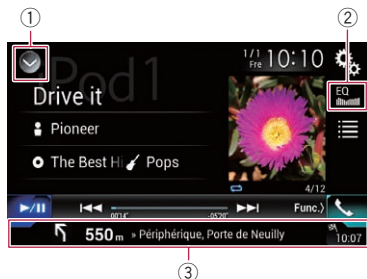 ①
②
iPod1
1/1
Fre
10:10
EQ
Drive it
Pioneer
The Best Hi Pops
4/12
00'14"
-05'20"
Func.
550 m » Périphérique, Porte de Neuilly
10:07
③